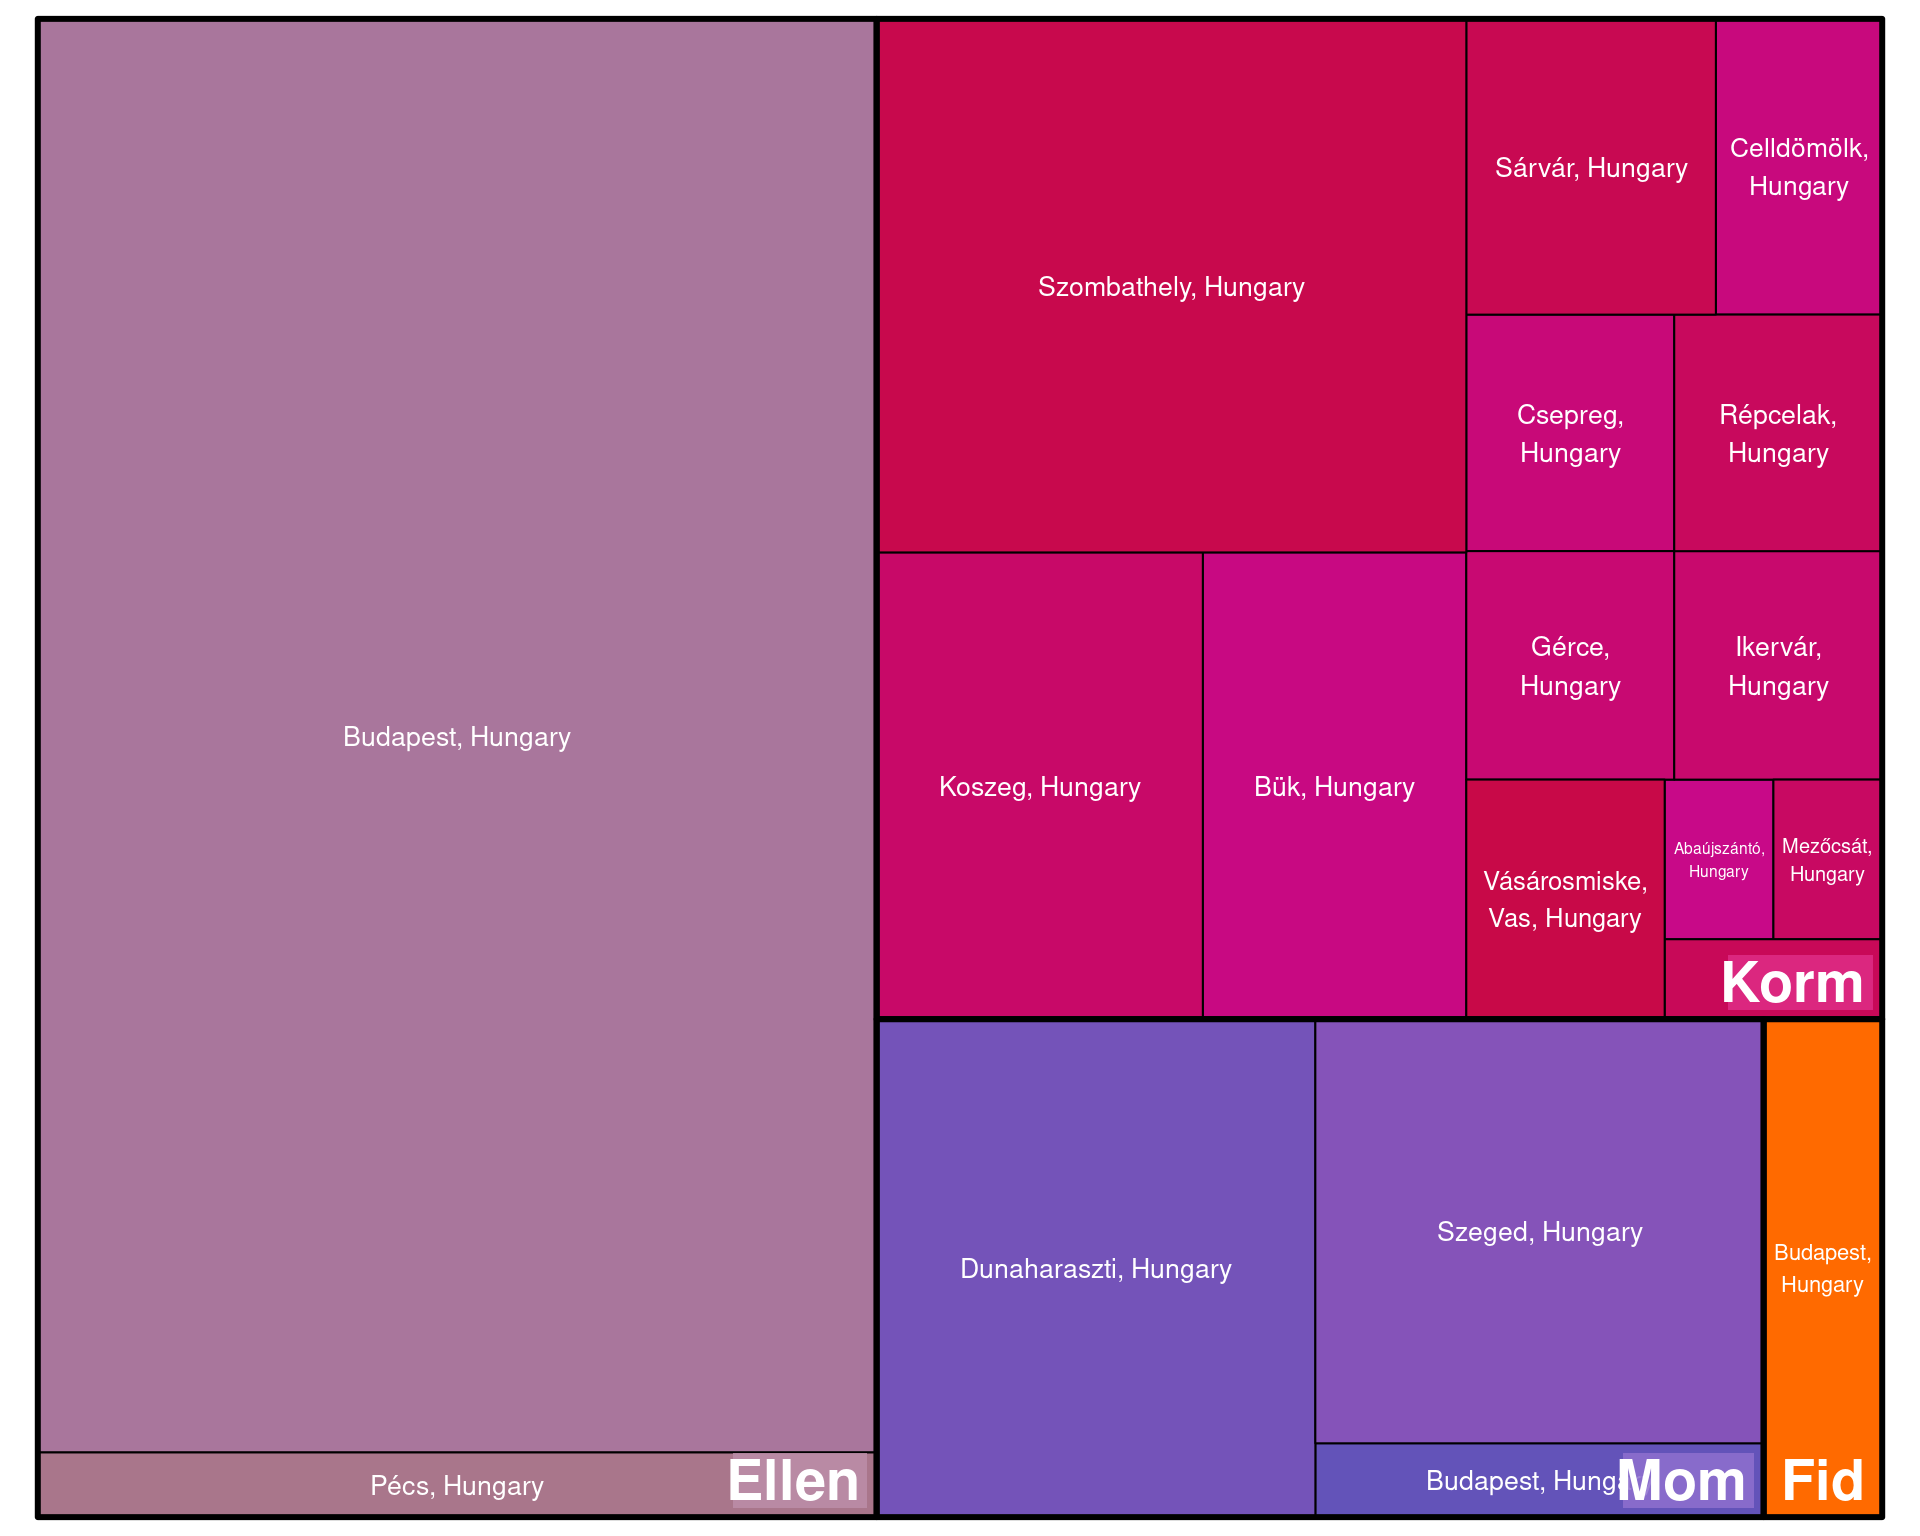 Budapest, Hungary
Pécs, Hungary
Ellen
Szombathely, Hungary
Sárvár, Hungary
Celldömölk,
Hungary
Csepreg,
Hungary
Répcelak,
Hungary
Koszeg, Hungary
Bük, Hungary
Gérce,
Hungary
Ikervár,
Hungary
Vásárosmiske,
Vas, Hungary
Abaújszántó,
Hungary
Mezőcsát,
Hungary
Korm
Dunaharaszti, Hungary
Szeged, Hungary
Budapest, Hunga
Mom
Budapest,
Hungary
Fid